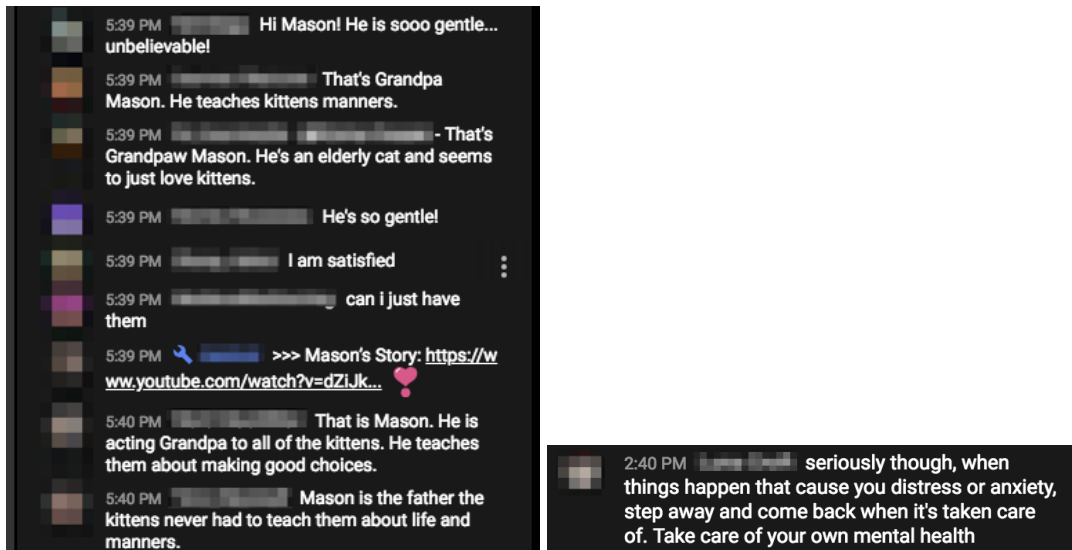 5:39 PM Hi Mason! He is sooo gentle...
unbelievable!
5:39 PM That's Grandpa
Mason. He teaches kittens manners.
5:39 PM - That's
Grandpaw Mason. He's an elderly cat and seems
to just love kittens.
5:39 PM He's so gentle!
5:39 PM I am satisfied
5:39 PM can i just have
them
5:39 PM >>> Mason's Story: https://w
ww.youtube.com/watch?v=dZiJk...
5:40 PM That is Mason. He is
acting Grandpa to all of the kittens. He teaches
them about making good choices.
5:40 PM Mason is the father the
kittens never had to teach them about life and
manners.
2:40 PM seriously though, when
things happen that cause you distress or anxiety,
step away and come back when it's taken care
of. Take care of your own mental health